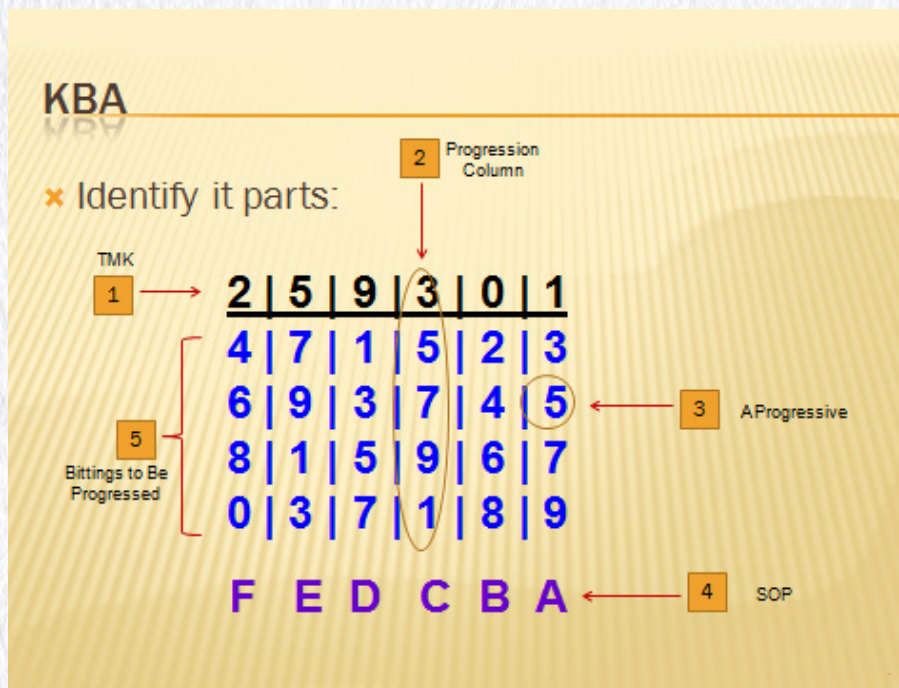 KBA
2
Progression
Column
Identify it parts:
TMK
1
2 | 5 | 9 | 3 | 0 | 1
4 | 7 | 1 | 5 | 2 | 3
6 | 9 | 3 | 7 | 4 | 5
3
AProgressive
8 | 1 | 5 | 9 | 6 | 7
0 | 3 | 7 | 1 | 8 | 9
5
Bittings to Be
Progressed
F E D C B A
4
SOP